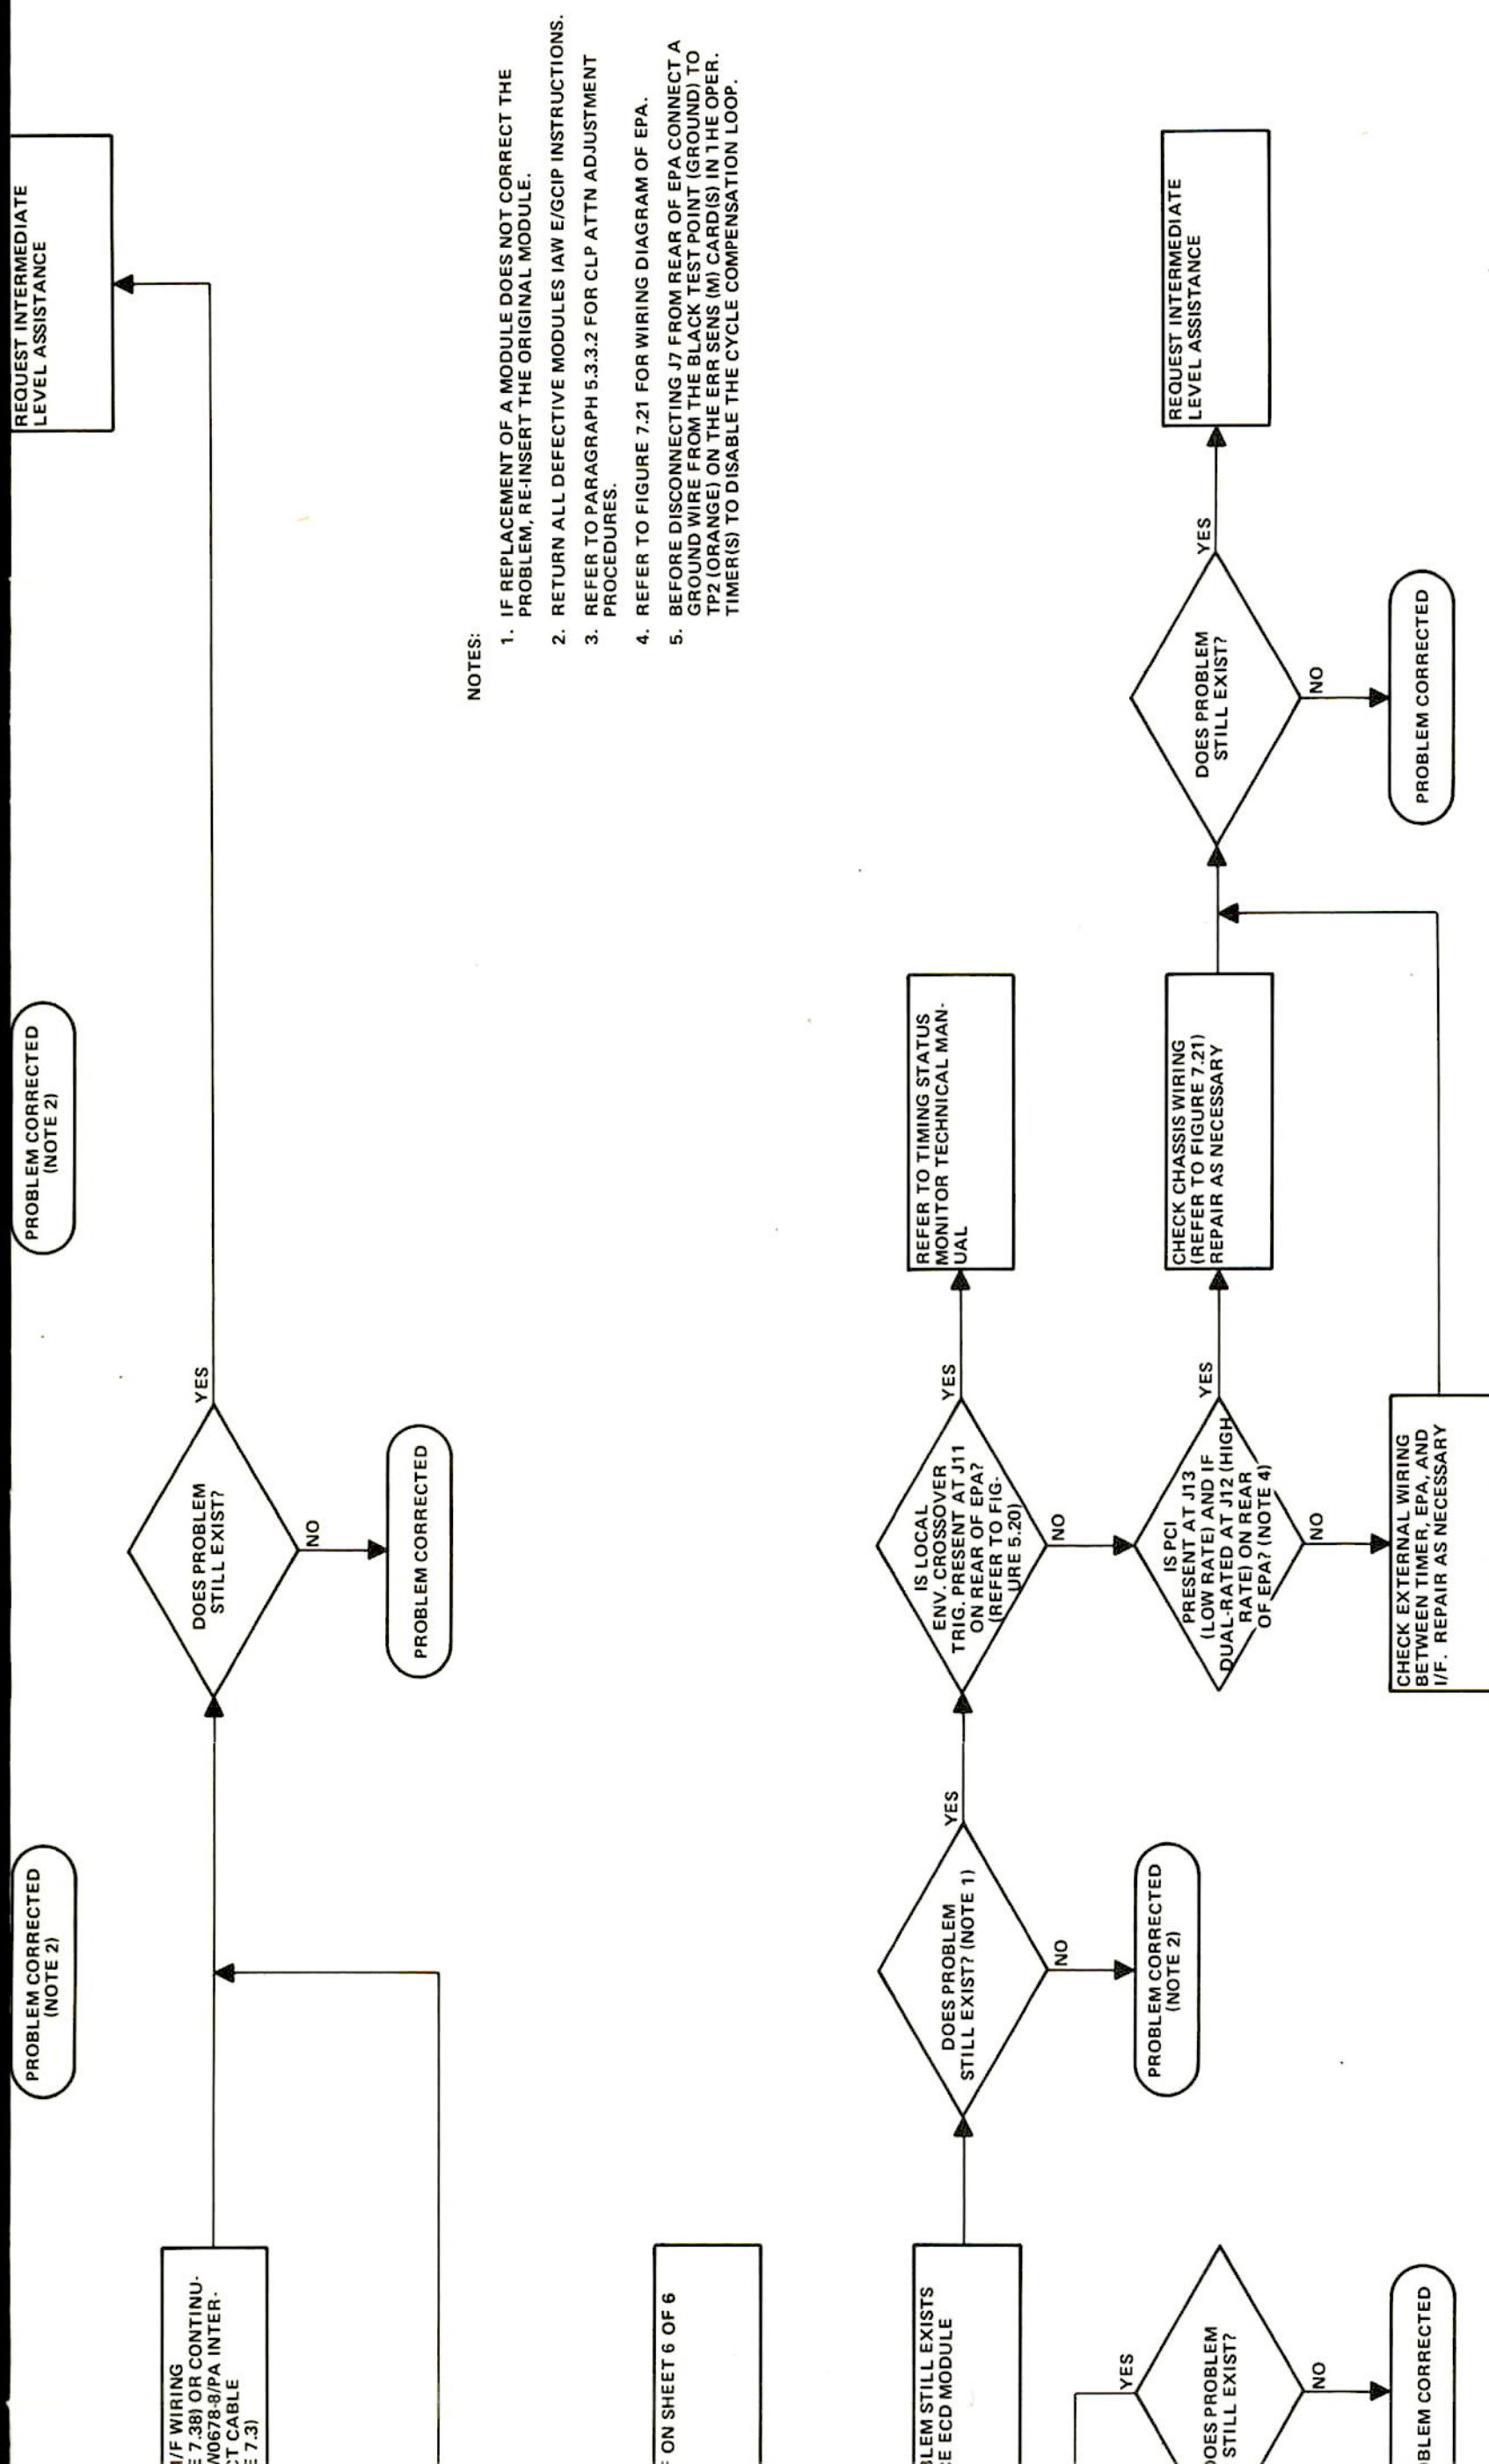 REQUEST INTERMEDIATE
LEVEL ASSISTANCE
PROBLEM CORRECTED
(NOTE 2)
PROBLEM CORRECTED
(NOTE 2)
I/F WIRING
E 7.38) OR CONTINU-
W0678-8/PA INTER-
CT CABLE
E 7.3)
DOES PROBLEM
STILL EXIST?
YES
NO
PROBLEM CORRECTED
NOTES:
1. IF REPLACEMENT OF A MODULE DOES NOT CORRECT THE
PROBLEM, RE-INSERT THE ORIGINAL MODULE.
2. RETURN ALL DEFECTIVE MODULES IAW E/GCIP INSTRUCTIONS.
3. REFER TO PARAGRAPH 5.3.3.2 FOR CLP ATTN ADJUSTMENT
PROCEDURES.
4. REFER TO FIGURE 7.21 FOR WIRING DIAGRAM OF EPA.
5. BEFORE DISCONNECTING J7 FROM REAR OF EPA CONNECT A
GROUND WIRE FROM THE BLACK TEST POINT (GROUND) TO
TP2 (ORANGE) ON THE ERR SENS (M) CARD(S) IN THE OPER.
TIMER(S) TO DISABLE THE CYCLE COMPENSATION LOOP.
F ON SHEET 6 OF 6
BLEM STILL EXISTS
CE ECD MODULE
DOES PROBLEM
STILL EXIST? (NOTE 1)
YES
NO
PROBLEM CORRECTED
(NOTE 2)
IS LOCAL
ENV. CROSSOVER
TRIG. PRESENT AT J11
ON REAR OF EPA?
(REFER TO FIG-
URE 5.20)
YES
NO
REFER TO TIMING STATUS
MONITOR TECHNICAL MAN-
UAL
IS PCI
PRESENT AT J13
(LOW RATE) AND IF
DUAL-RATED AT J12 (HIGH
RATE) ON REAR
OF EPA? (NOTE 4)
YES
NO
CHECK CHASSIS WIRING
(REFER TO FIGURE 7.21)
REPAIR AS NECESSARY
CHECK EXTERNAL WIRING
BETWEEN TIMER, EPA, AND
I/F. REPAIR AS NECESSARY
DOES PROBLEM
STILL EXIST?
YES
NO
REQUEST INTERMEDIATE
LEVEL ASSISTANCE
PROBLEM CORRECTED
YES
DOES PROBLEM
STILL EXIST?
NO
BLEM CORRECTED